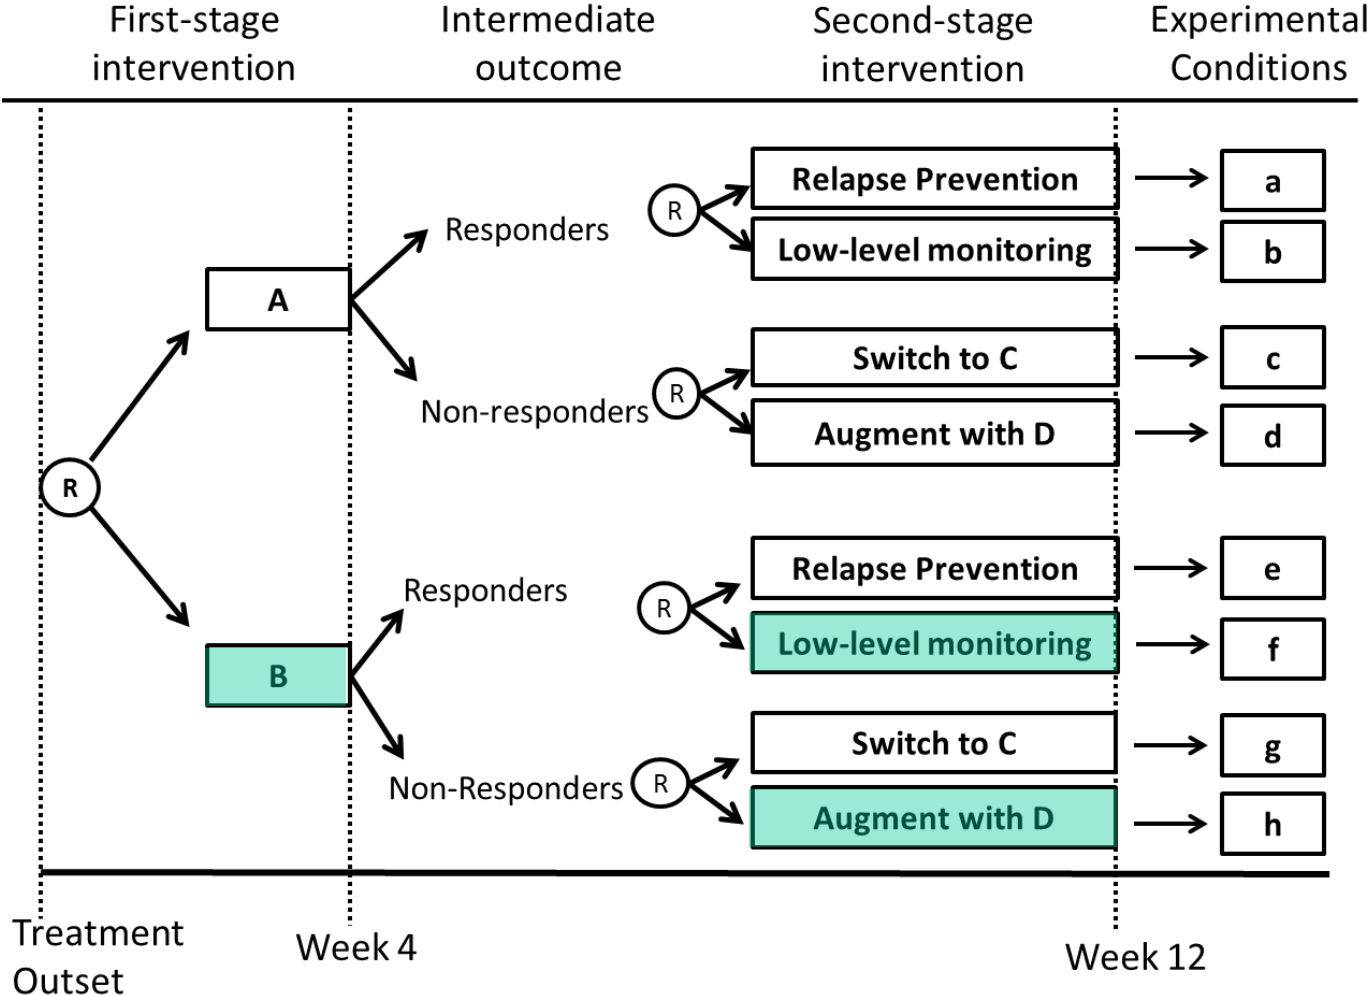 First-stage
intervention
Intermediate
outcome
Second-stage
intervention
Experimental
Conditions
R
A
Responders
R
Relapse Prevention
a
Low-level monitoring
b
Non-responders
R
Switch to C
c
Augment with D
d
B
Responders
R
Relapse Prevention
e
Low-level monitoring
f
Non-Responders
R
Switch to C
g
Augment with D
h
Treatment
Outset
Week 4
Week 12